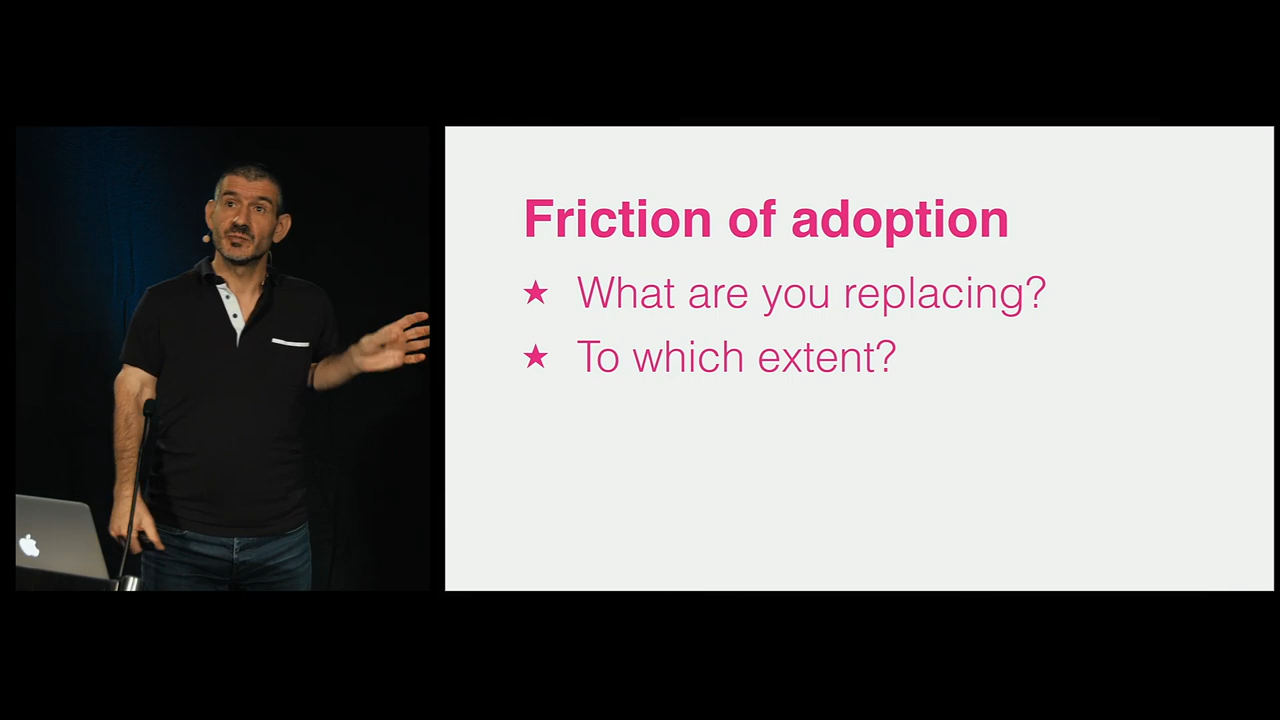 Friction of adoption
★ What are you replacing?
★ To which extent?